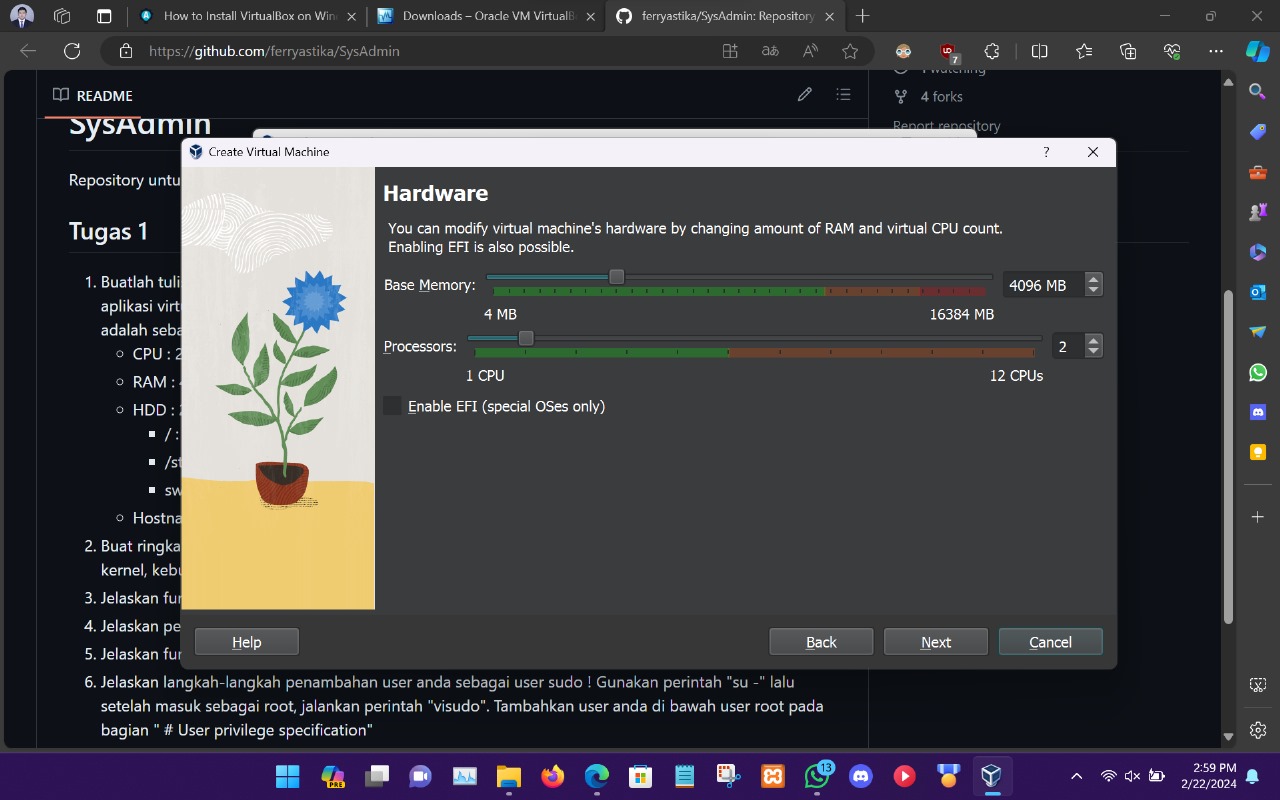 How to Install VirtualBox on Win
Downloads – Oracle VM VirtualB
ferryastika/SysAdmin: Repository
https://github.com/ferryastika/SysAdmin
7
README
4 forks
Report repository
SysAdmin
Create Virtual Machine
?
Repository untu
Hardware
You can modify virtual machine's hardware by changing amount of RAM and virtual CPU count.
Enabling EFI is also possible.
Tugas 1
1. Buatlah tuli
aplikasi virt
adalah seba
CPU : 2
RAM :
HDD :
/ :
Hostna
Base Memory:
4096 MB
4 MB
16384 MB
Processors:
2
1 CPU
12 CPUs
Enable EFI (special OSes only)
2. Buat ringka
kernel, kebu
3. Jelaskan fu
4. Jelaskan pe
5. Jelaskan fu
Help
Back
Next
Cancel
6. Jelaskan langkah-langkah penambahan user anda sebagai user sudo ! Gunakan perintah "su -" lalu
setelah masuk sebagai root, jalankan perintah "visudo". Tambahkan user anda di bawah user root pada
bagian " # User privilege specification"
PRE
13
2:59 PM
2/22/2024